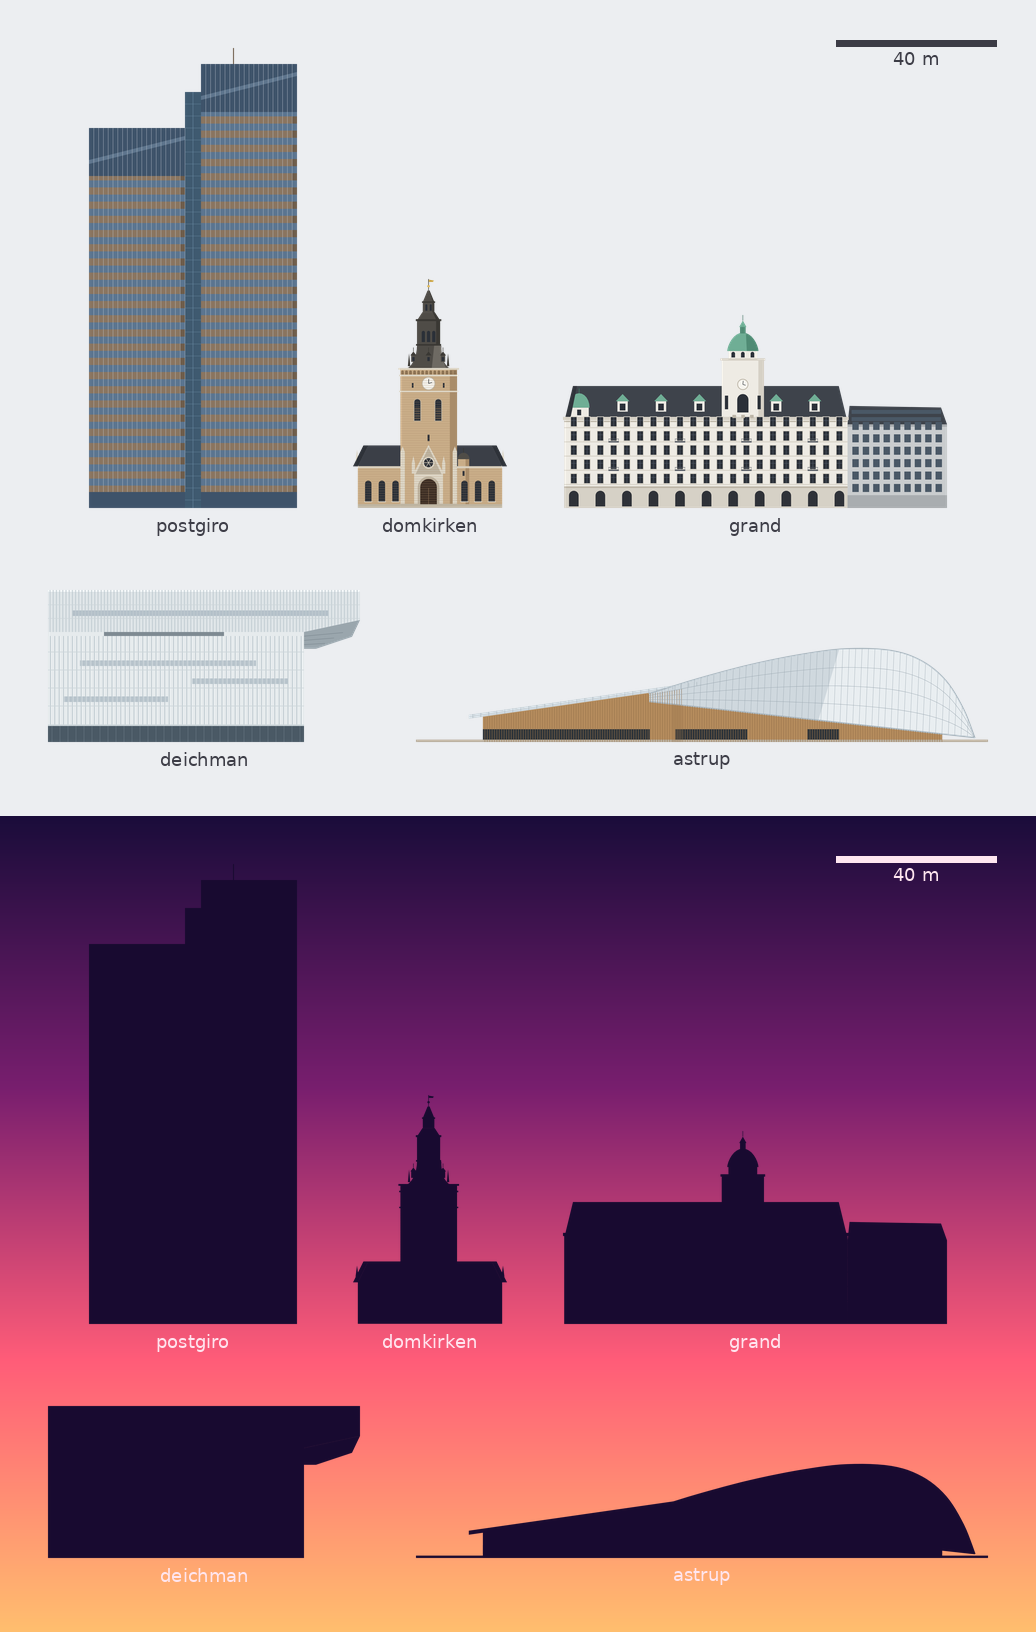 40 m
postgiro
domkirken
grand
deichman
astrup
40 m
postgiro
domkirken
grand
deichman
astrup